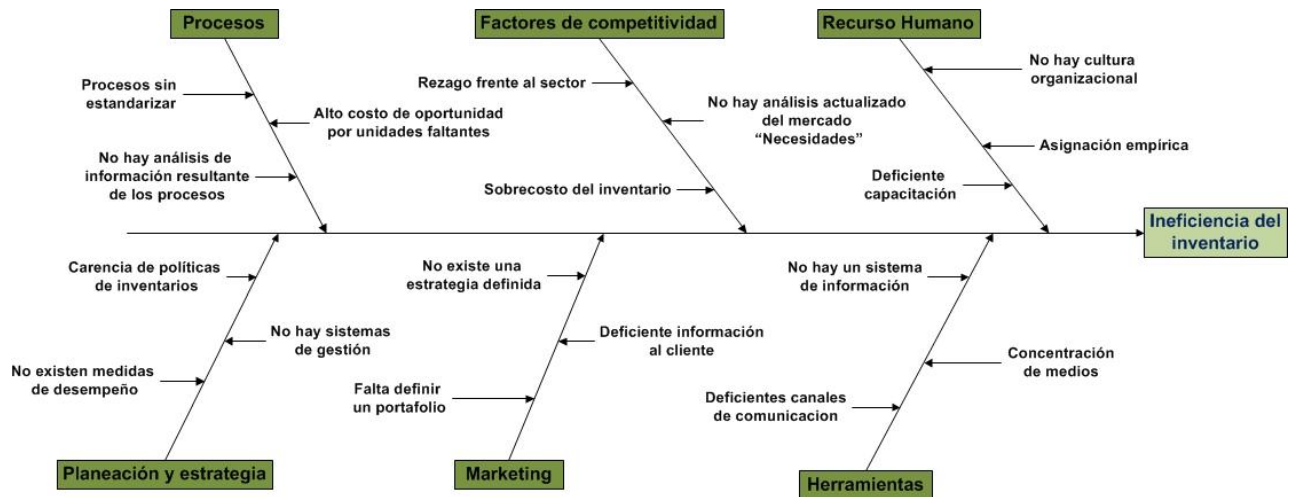 Procesos
Factores de competitividad
Recurso Humano
Procesos sin
estandarizar
Alto costo de oportunidad
por unidades faltantes
No hay análisis de
información resultante
de los procesos
Rezago frente al sector
No hay análisis actualizado
del mercado
“Necesidades”
Sobrecosto del inventario
No hay cultura
organizacional
Asignación empírica
Deficiente
capacitación
Ineficiencia del
inventario
Carencia de políticas
de inventarios
No hay sistemas
de gestión
No existen medidas
de desempeño
No existe una
estrategia definida
Deficiente información
al cliente
Falta definir
un portafolio
No hay un sistema
de información
Concentración
de medios
Deficientes canales
de comunicacion
Planeación y estrategia
Marketing
Herramientas